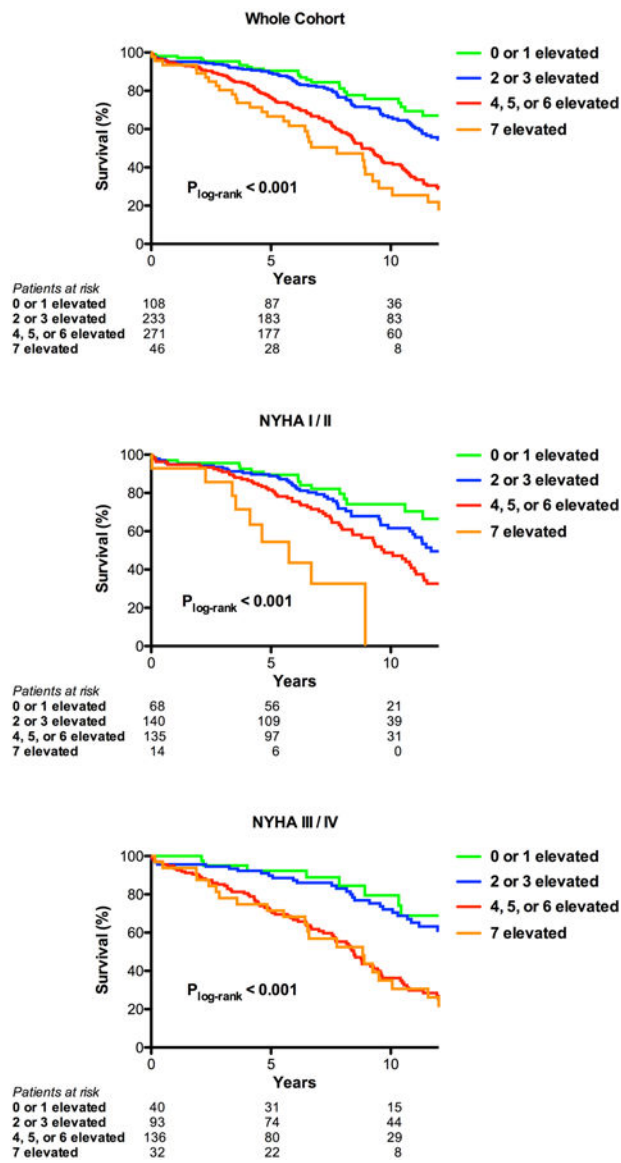 Whole Cohort
100
80
60
40
20
0
Survival (%)
P log-rank < 0.001
0 5 10
Years
0 or 1 elevated
2 or 3 elevated
4, 5, or 6 elevated
7 elevated
Patients at risk
0 or 1 elevated 108 87 36
2 or 3 elevated 233 183 83
4, 5, or 6 elevated 271 177 60
7 elevated 46 28 8
NYHA I / II
100
80
60
40
20
0
Survival (%)
P log-rank < 0.001
0 5 10
Years
0 or 1 elevated
2 or 3 elevated
4, 5, or 6 elevated
7 elevated
Patients at risk
0 or 1 elevated 68 56 21
2 or 3 elevated 140 109 39
4, 5, or 6 elevated 135 97 31
7 elevated 14 6 0
NYHA III / IV
100
80
60
40
20
0
Survival (%)
P log-rank < 0.001
0 5 10
Years
0 or 1 elevated
2 or 3 elevated
4, 5, or 6 elevated
7 elevated
Patients at risk
0 or 1 elevated 40 31 15
2 or 3 elevated 93 74 44
4, 5, or 6 elevated 136 80 29
7 elevated 32 22 8